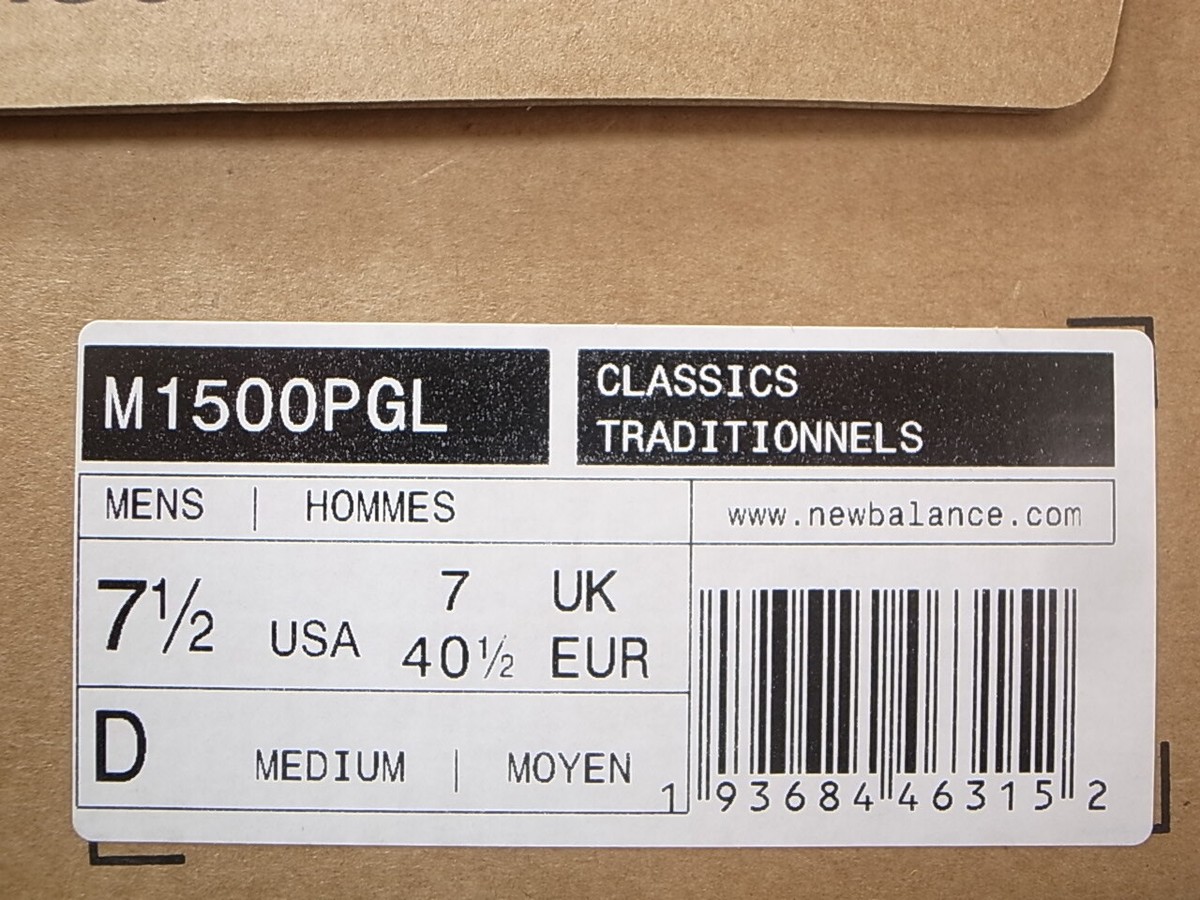 M1500PGL
CLASSICS
TRADITIONNELS
MENS | HOMMES
www.newbalance.com
7½ USA
7 UK
40½ EUR
D MEDIUM | MOYEN
1 93684 46315 2